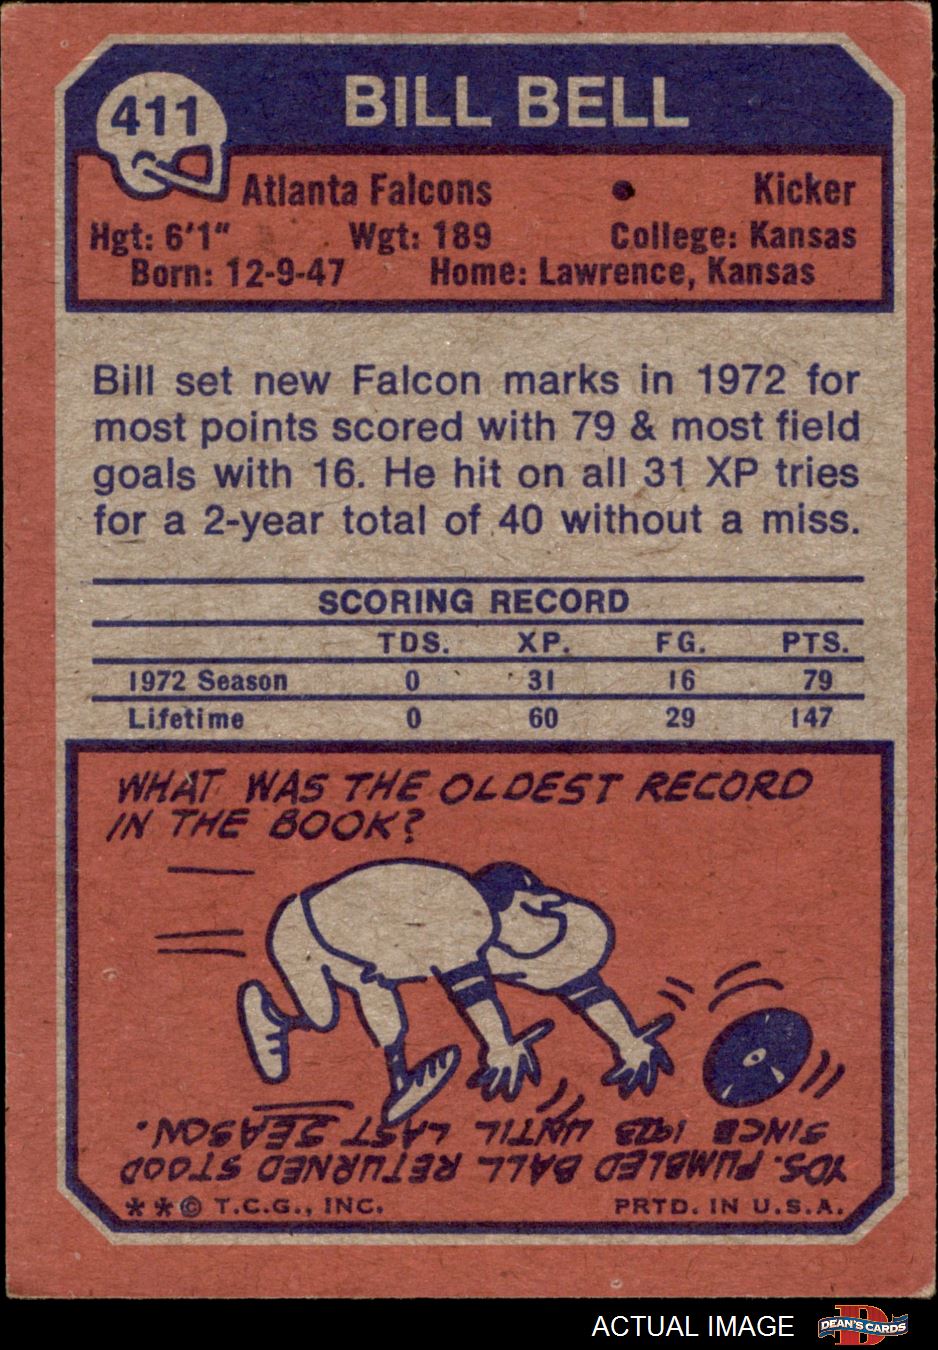 411
BILL BELL
Atlanta Falcons • Kicker
Hgt: 6'1" Wgt: 189 College: Kansas
Born: 12-9-47 Home: Lawrence, Kansas
Bill set new Falcon marks in 1972 for
most points scored with 79 & most field
goals with 16. He hit on all 31 XP tries
for a 2-year total of 40 without a miss.
SCORING RECORD
TDS. XP. FG. PTS.
1972 Season 0 31 16 79
Lifetime 0 60 29 147
WHAT WAS THE OLDEST RECORD
IN THE BOOK?
YDS. FUMBLED BALL RETURNED STOOD
SINCE 1923 UNTIL LAST SEASON.
**© T.C.G., INC. PRTD. IN U.S.A.
ACTUAL IMAGE
DEAN'S CARDS